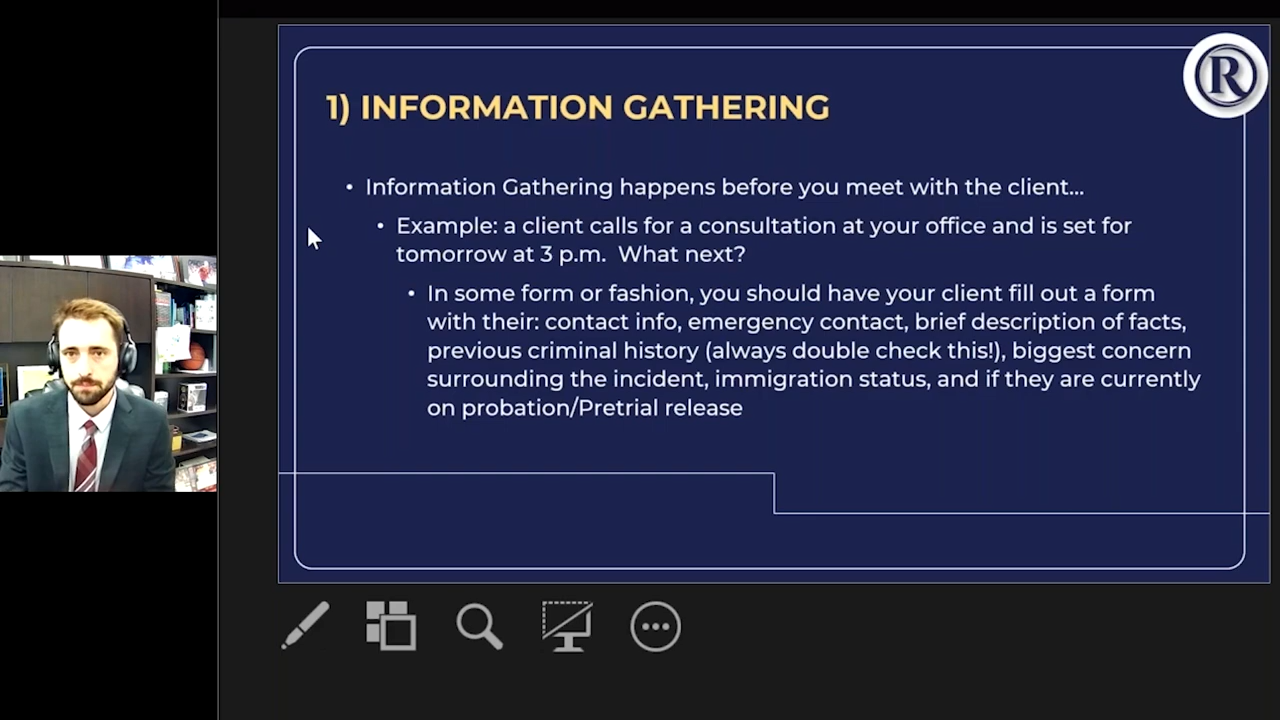 R
1) INFORMATION GATHERING
• Information Gathering happens before you meet with the client...
• Example: a client calls for a consultation at your office and is set for
tomorrow at 3 p.m. What next?
• In some form or fashion, you should have your client fill out a form
with their: contact info, emergency contact, brief description of facts,
previous criminal history (always double check this!), biggest concern
surrounding the incident, immigration status, and if they are currently
on probation/Pretrial release